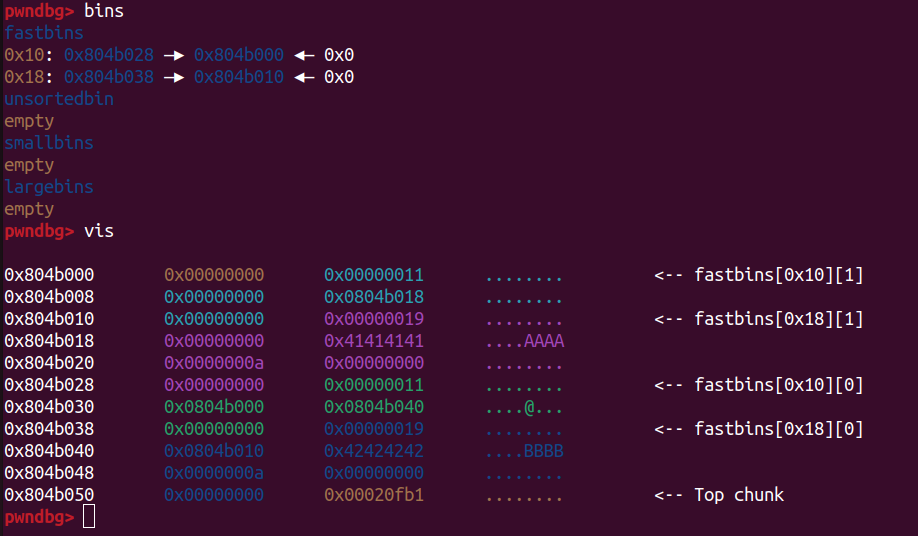 pwndbg> bins
fastbins
0x10: 0x804b028 —▸ 0x804b000 ◂— 0x0
0x18: 0x804b038 —▸ 0x804b010 ◂— 0x0
unsortedbin
empty
smallbins
empty
largebins
empty
pwndbg> vis
0x804b000 0x00000000 0x00000011 ........ <-- fastbins[0x10][1]
0x804b008 0x00000000 0x0804b018 ........
0x804b010 0x00000000 0x00000019 ........ <-- fastbins[0x18][1]
0x804b018 0x00000000 0x41414141 ....AAAA
0x804b020 0x0000000a 0x00000000 ........
0x804b028 0x00000000 0x00000011 ........ <-- fastbins[0x10][0]
0x804b030 0x0804b000 0x0804b040 ....@...
0x804b038 0x00000000 0x00000019 ........ <-- fastbins[0x18][0]
0x804b040 0x0804b010 0x42424242 ....BBBB
0x804b048 0x0000000a 0x00000000 ........
0x804b050 0x00000000 0x00020fb1 ........ <-- Top chunk
pwndbg>